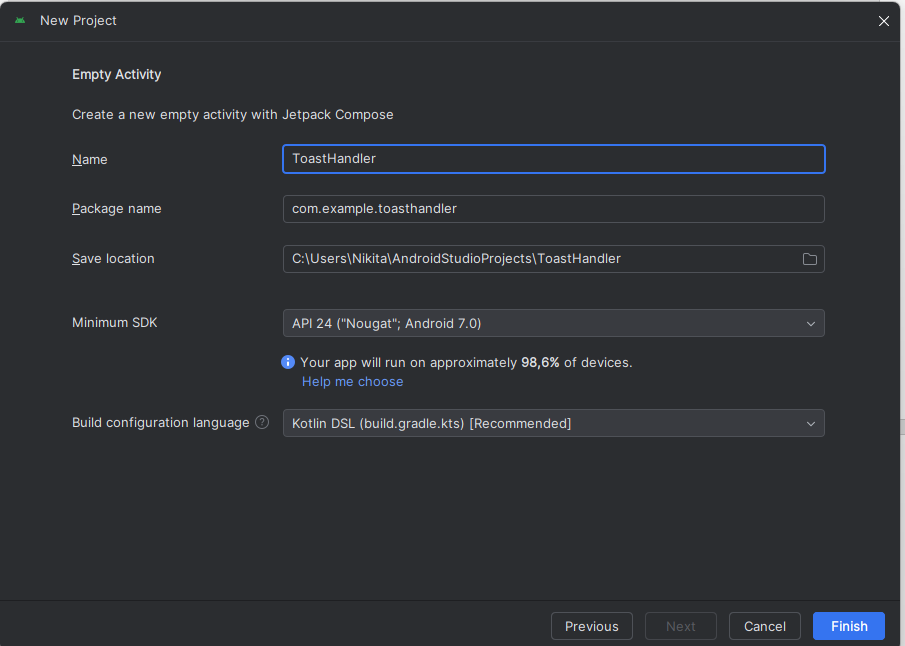 New Project
Empty Activity
Create a new empty activity with Jetpack Compose
Name
ToastHandler
Package name
com.example.toasthandler
Save location
C:\Users\Nikita\AndroidStudioProjects\ToastHandler
Minimum SDK
API 24 ("Nougat"; Android 7.0)
Your app will run on approximately 98,6% of devices.
Help me choose
Build configuration language ?
Kotlin DSL (build.gradle.kts) [Recommended]
Previous
Next
Cancel
Finish